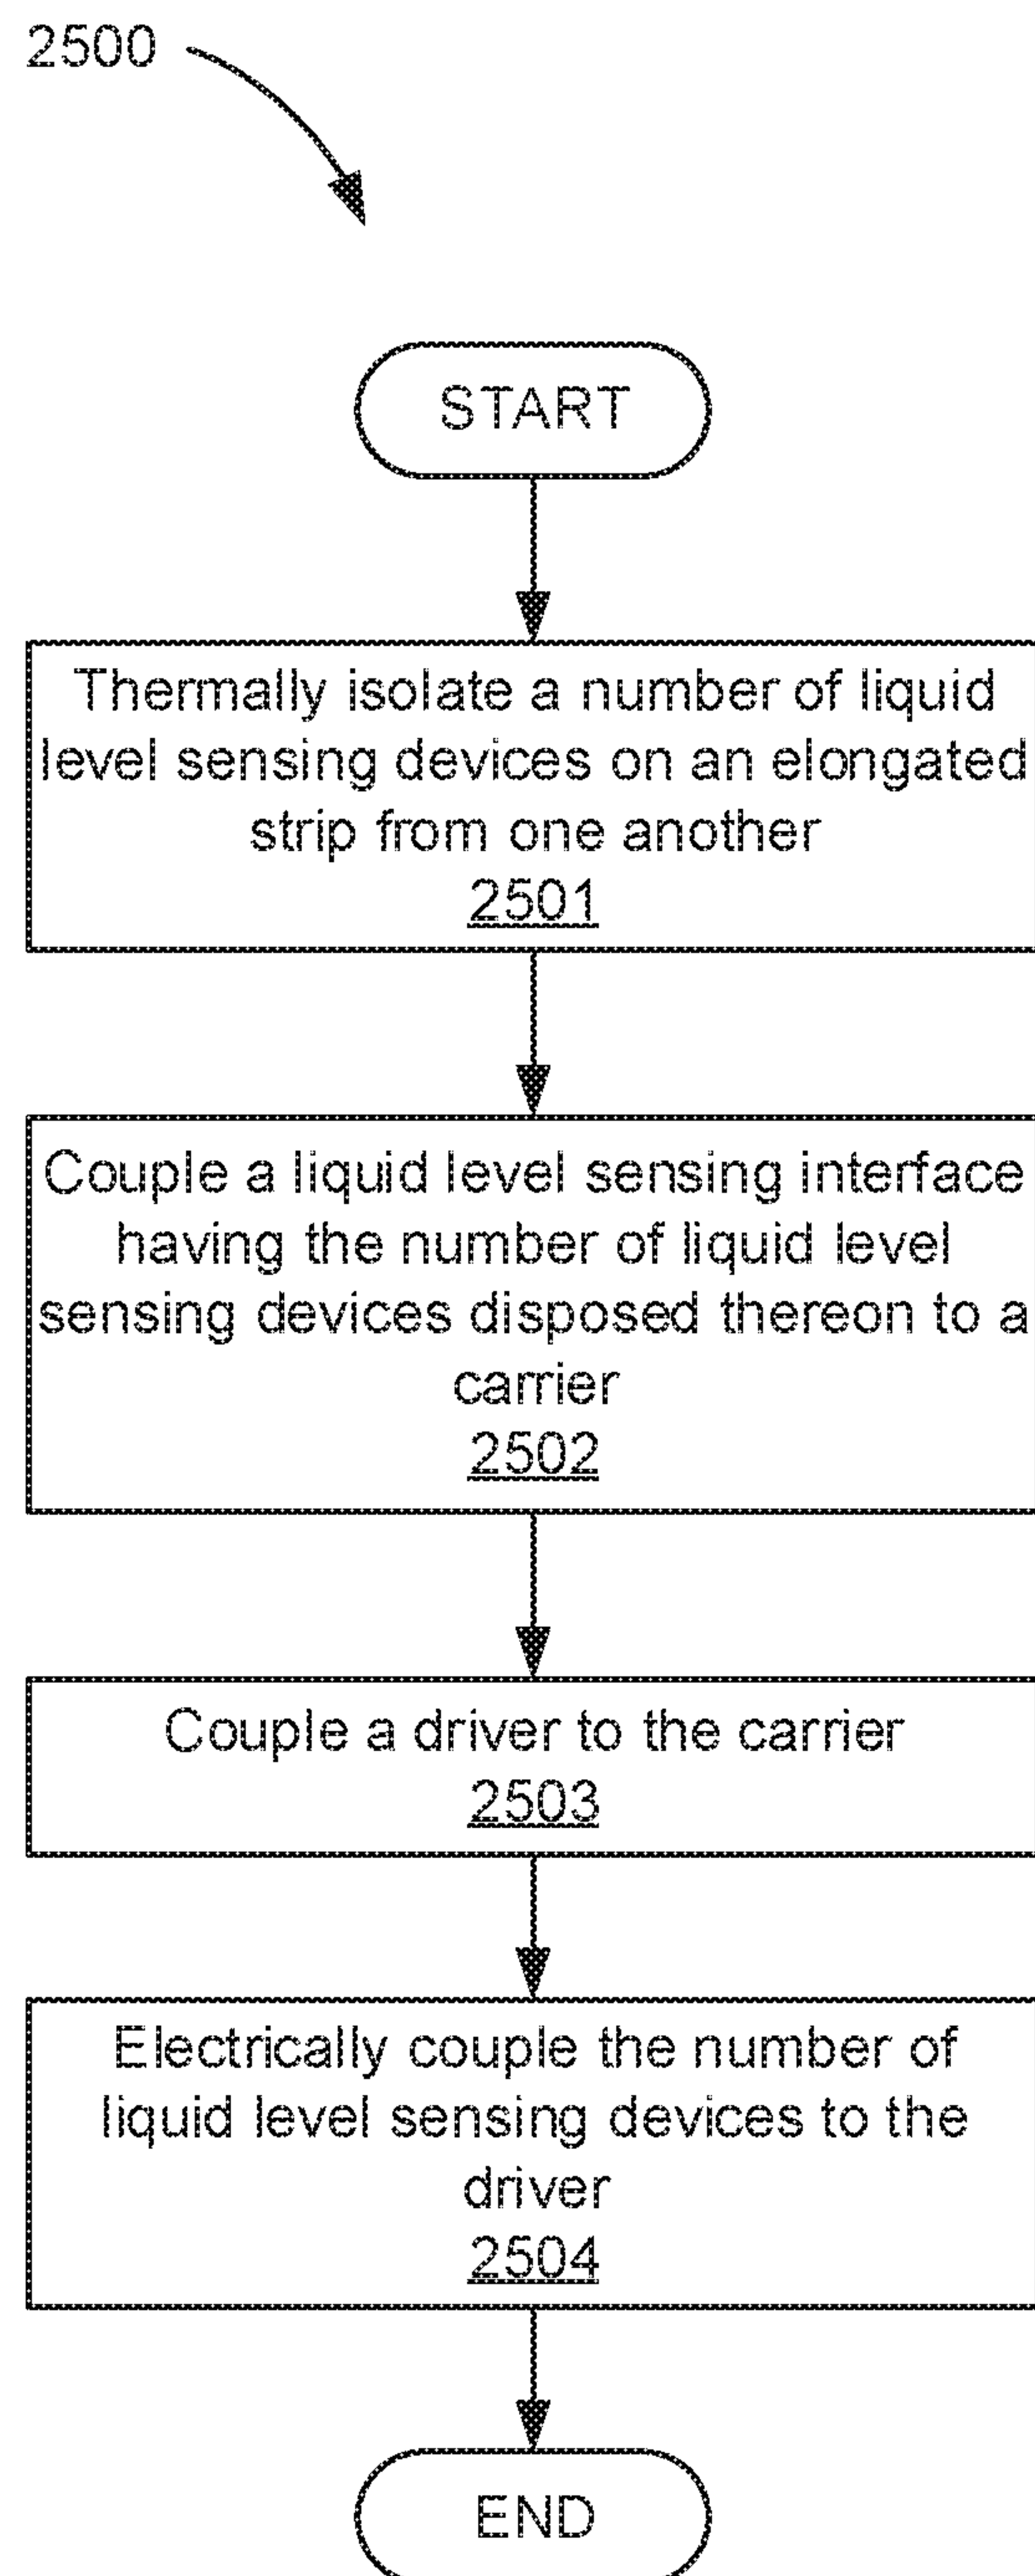 2500
START
Thermally isolate a number of liquid
level sensing devices on an elongated
strip from one another
2501
Couple a liquid level sensing interface
having the number of liquid level
sensing devices disposed thereon to a
carrier
2502
Couple a driver to the carrier
2503
Electrically couple the number of
liquid level sensing devices to the
driver
2504
END